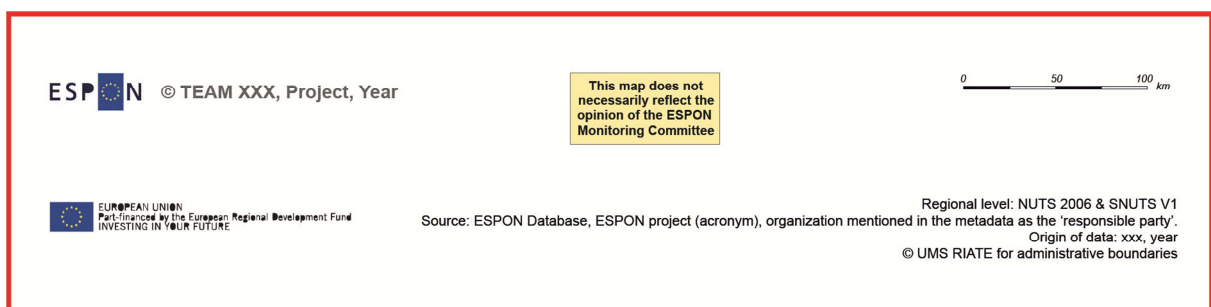 ESPON © TEAM XXX, Project, Year
This map does not
necessarily reflect the
opinion of the ESPON
Monitoring Committee
0 50 100 km
EUROPEAN UNION
Part-financed by the European Regional Development Fund
INVESTING IN YOUR FUTURE
Regional level: NUTS 2006 & SNUTS V1
Source: ESPON Database, ESPON project (acronym), organization mentioned in the metadata as the ‘responsible party’.
Origin of data: xxx, year
© UMS RIATE for administrative boundaries